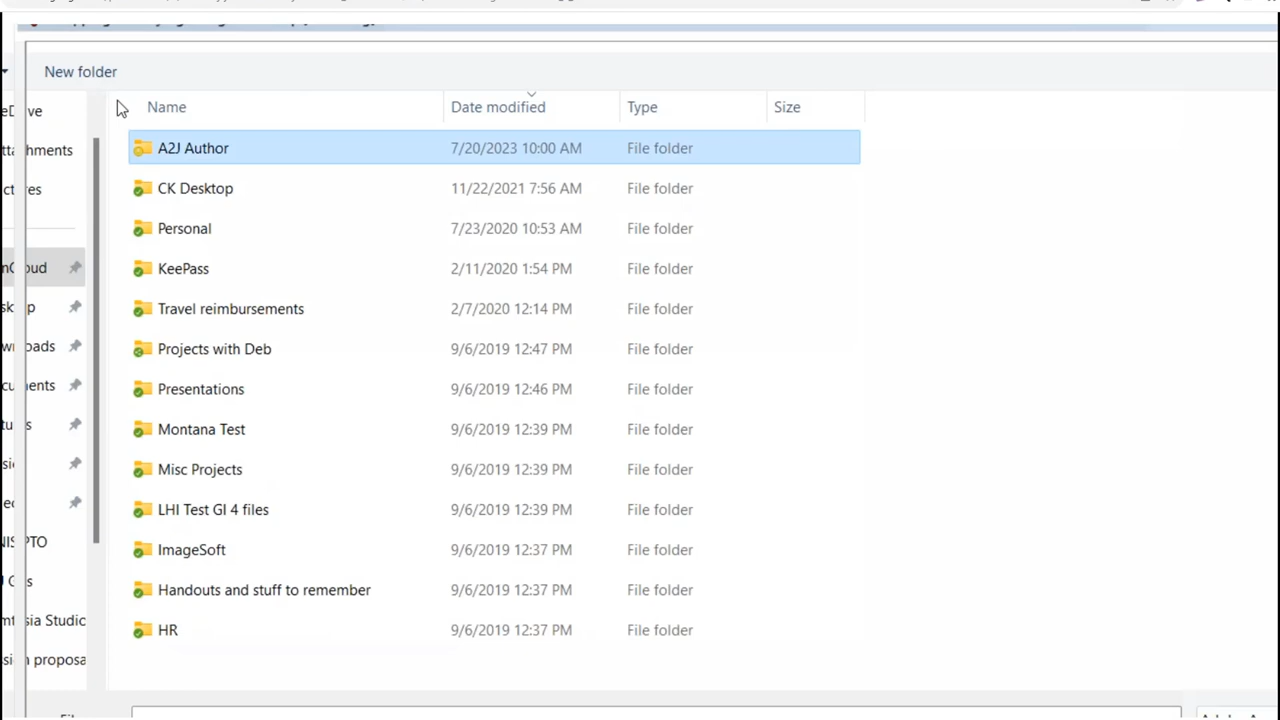 New folder
Name Date modified Type Size
A2J Author 7/20/2023 10:00 AM File folder
CK Desktop 11/22/2021 7:56 AM File folder
Personal 7/23/2020 10:53 AM File folder
KeePass 2/11/2020 1:54 PM File folder
Travel reimbursements 2/7/2020 12:14 PM File folder
Projects with Deb 9/6/2019 12:47 PM File folder
Presentations 9/6/2019 12:46 PM File folder
Montana Test 9/6/2019 12:39 PM File folder
Misc Projects 9/6/2019 12:39 PM File folder
LHI Test GI 4 files 9/6/2019 12:39 PM File folder
ImageSoft 9/6/2019 12:37 PM File folder
Handouts and stuff to remember 9/6/2019 12:37 PM File folder
HR 9/6/2019 12:37 PM File folder